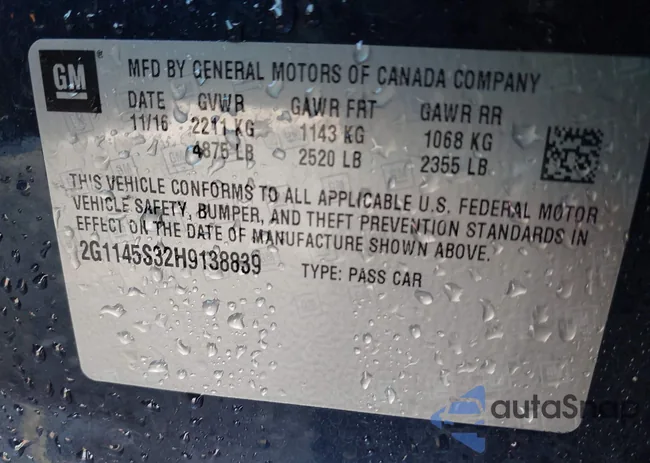 GM
MFD BY GENERAL MOTORS OF CANADA COMPANY
DATE GVWR GAWR FRT GAWR RR
11/16 2211 KG 1143 KG 1068 KG
4875 LB 2520 LB 2355 LB
THIS VEHICLE CONFORMS TO ALL APPLICABLE U.S. FEDERAL MOTOR
VEHICLE SAFETY, BUMPER, AND THEFT PREVENTION STANDARDS IN
EFFECT ON THE DATE OF MANUFACTURE SHOWN ABOVE.
2G1145S32H9138839 TYPE: PASS CAR
autoSnap